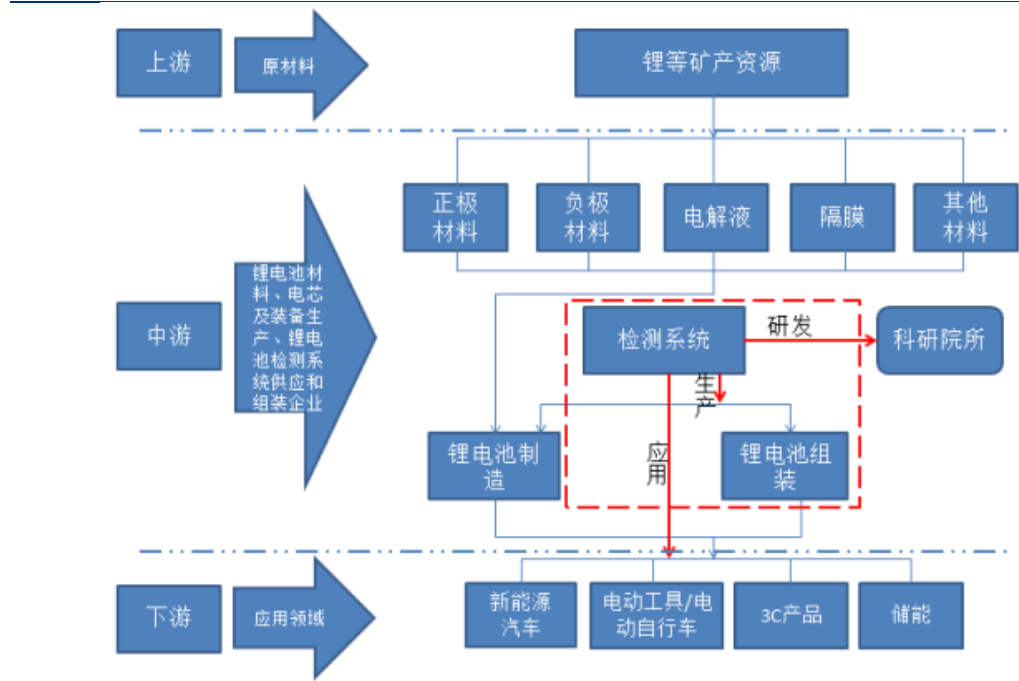 上游
原材料
锂等矿产资源
正极
材料
负极
材料
电解液
隔膜
其他
材料
中游
锂电池材
料、电芯
及装备生
产、锂电
池检测系
统供应和
组装企业
检测系统
研发
科研院所
生
产
应
用
锂电池制
造
锂电池组
装
下游
应用领域
新能源
汽车
电动工具/电
动自行车
3C产品
储能